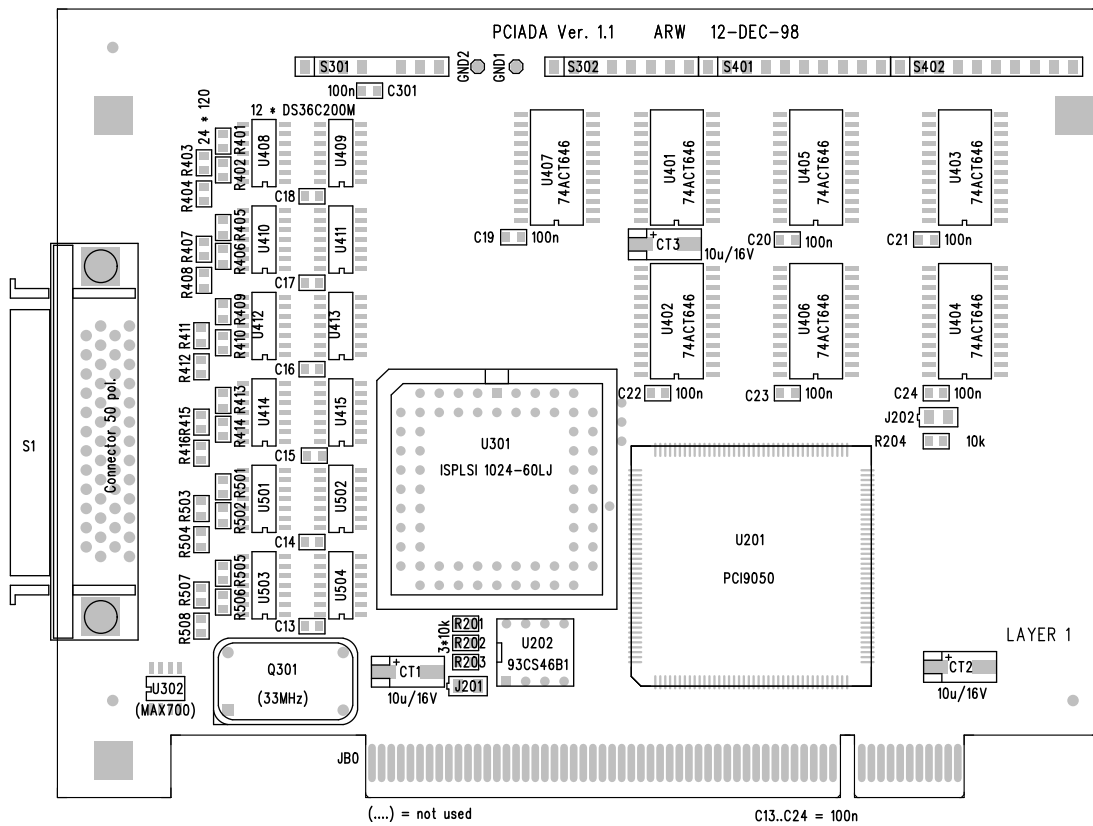 PCIADA Ver. 1.1 ARW 12-DEC-98
S301
GND2
GND1
S302
S401
S402
100n
C301
24 * 120
12 * DS36C200M
R401
R402
R403
R404
U408
U409
C18
U407
74ACT646
U401
74ACT646
U405
74ACT646
U403
74ACT646
C19
100n
+
CT3
10u/16V
C20
100n
C21
100n
R405
R406
R407
R408
U410
U411
C17
U402
74ACT646
U406
74ACT646
U404
74ACT646
C22
100n
C23
100n
C24
100n
J202
R204
10k
R409
R410
R411
R412
U412
U413
C16
R413
R414
R415
R416
U414
U415
C15
S1
Connector 50 pol.
U301
ISPLSI 1024-60LJ
U201
PCI9050
R501
R502
R503
R504
U501
U502
C14
R505
R506
R507
R508
U503
U504
C13
3*10k
R201
R202
R203
J201
U202
93CS46B1
LAYER 1
Q301
(33MHz)
+
CT1
10u/16V
+
CT2
10u/16V
U302
(MAX700)
JB0
(....) = not used
C13..C24 = 100n